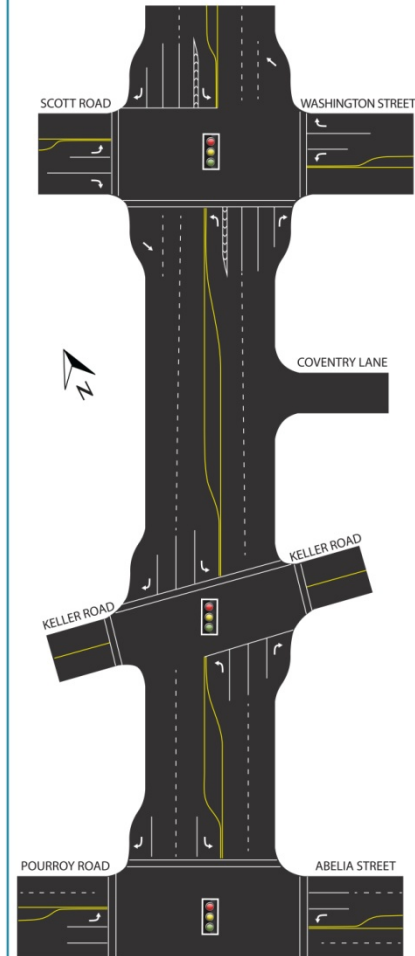 SCOTT ROAD
WASHINGTON STREET
N
COVENTRY LANE
KELLER ROAD
KELLER ROAD
POURROY ROAD
ABELIA STREET